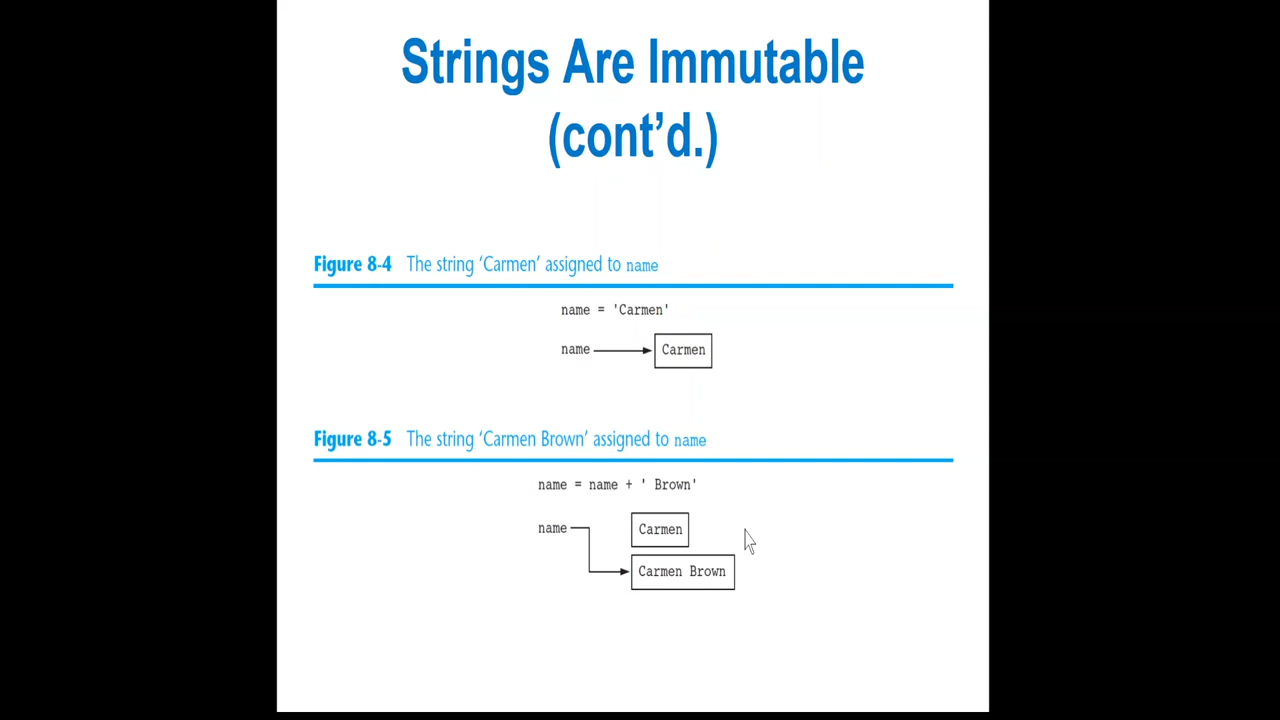 Strings Are Immutable
(cont’d.)
Figure 8-4 The string ‘Carmen’ assigned to name
name = 'Carmen'
name Carmen
Figure 8-5 The string ‘Carmen Brown’ assigned to name
name = name + ' Brown'
name Carmen
Carmen Brown